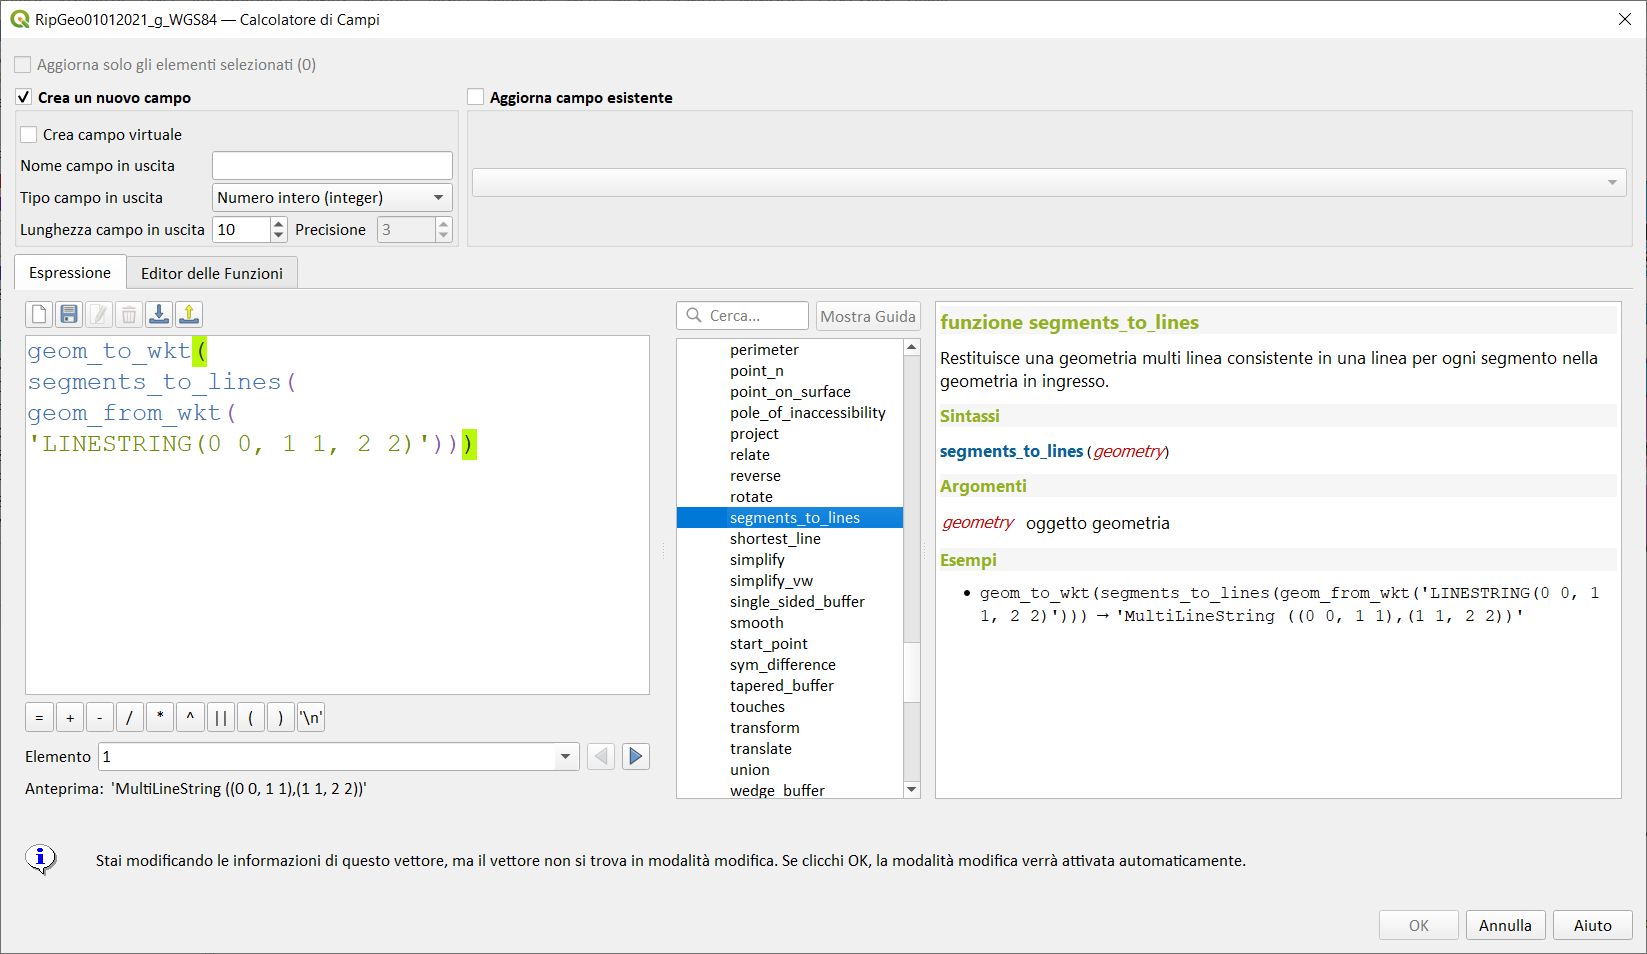 RipGeo01012021_g_WGS84 — Calcolatore di Campi
Aggiorna solo gli elementi selezionati (0)
Crea un nuovo campo
Aggiorna campo esistente
Crea campo virtuale
Nome campo in uscita
Tipo campo in uscita
Numero intero (integer)
Lunghezza campo in uscita
10
Precisione
3
Espressione
Editor delle Funzioni
geom_to_wkt(
segments_to_lines(
geom_from_wkt(
'LINESTRING(0 0, 1 1, 2 2)')))
= + - / * ^ || ( ) '\n'
Elemento
1
Anteprima: 'MultiLineString ((0 0, 1 1),(1 1, 2 2))'
Cerca...
Mostra Guida
perimeter
point_n
point_on_surface
pole_of_inaccessibility
project
relate
reverse
rotate
segments_to_lines
shortest_line
simplify
simplify_vw
single_sided_buffer
smooth
start_point
sym_difference
tapered_buffer
touches
transform
translate
union
wedge_buffer
funzione segments_to_lines
Restituisce una geometria multi linea consistente in una linea per ogni segmento nella
geometria in ingresso.
Sintassi
segments_to_lines(geometry)
Argomenti
geometry oggetto geometria
Esempi
• geom_to_wkt(segments_to_lines(geom_from_wkt('LINESTRING(0 0, 1
1, 2 2)'))) → 'MultiLineString ((0 0, 1 1),(1 1, 2 2))'
Stai modificando le informazioni di questo vettore, ma il vettore non si trova in modalità modifica. Se clicchi OK, la modalità modifica verrà attivata automaticamente.
OK
Annulla
Aiuto